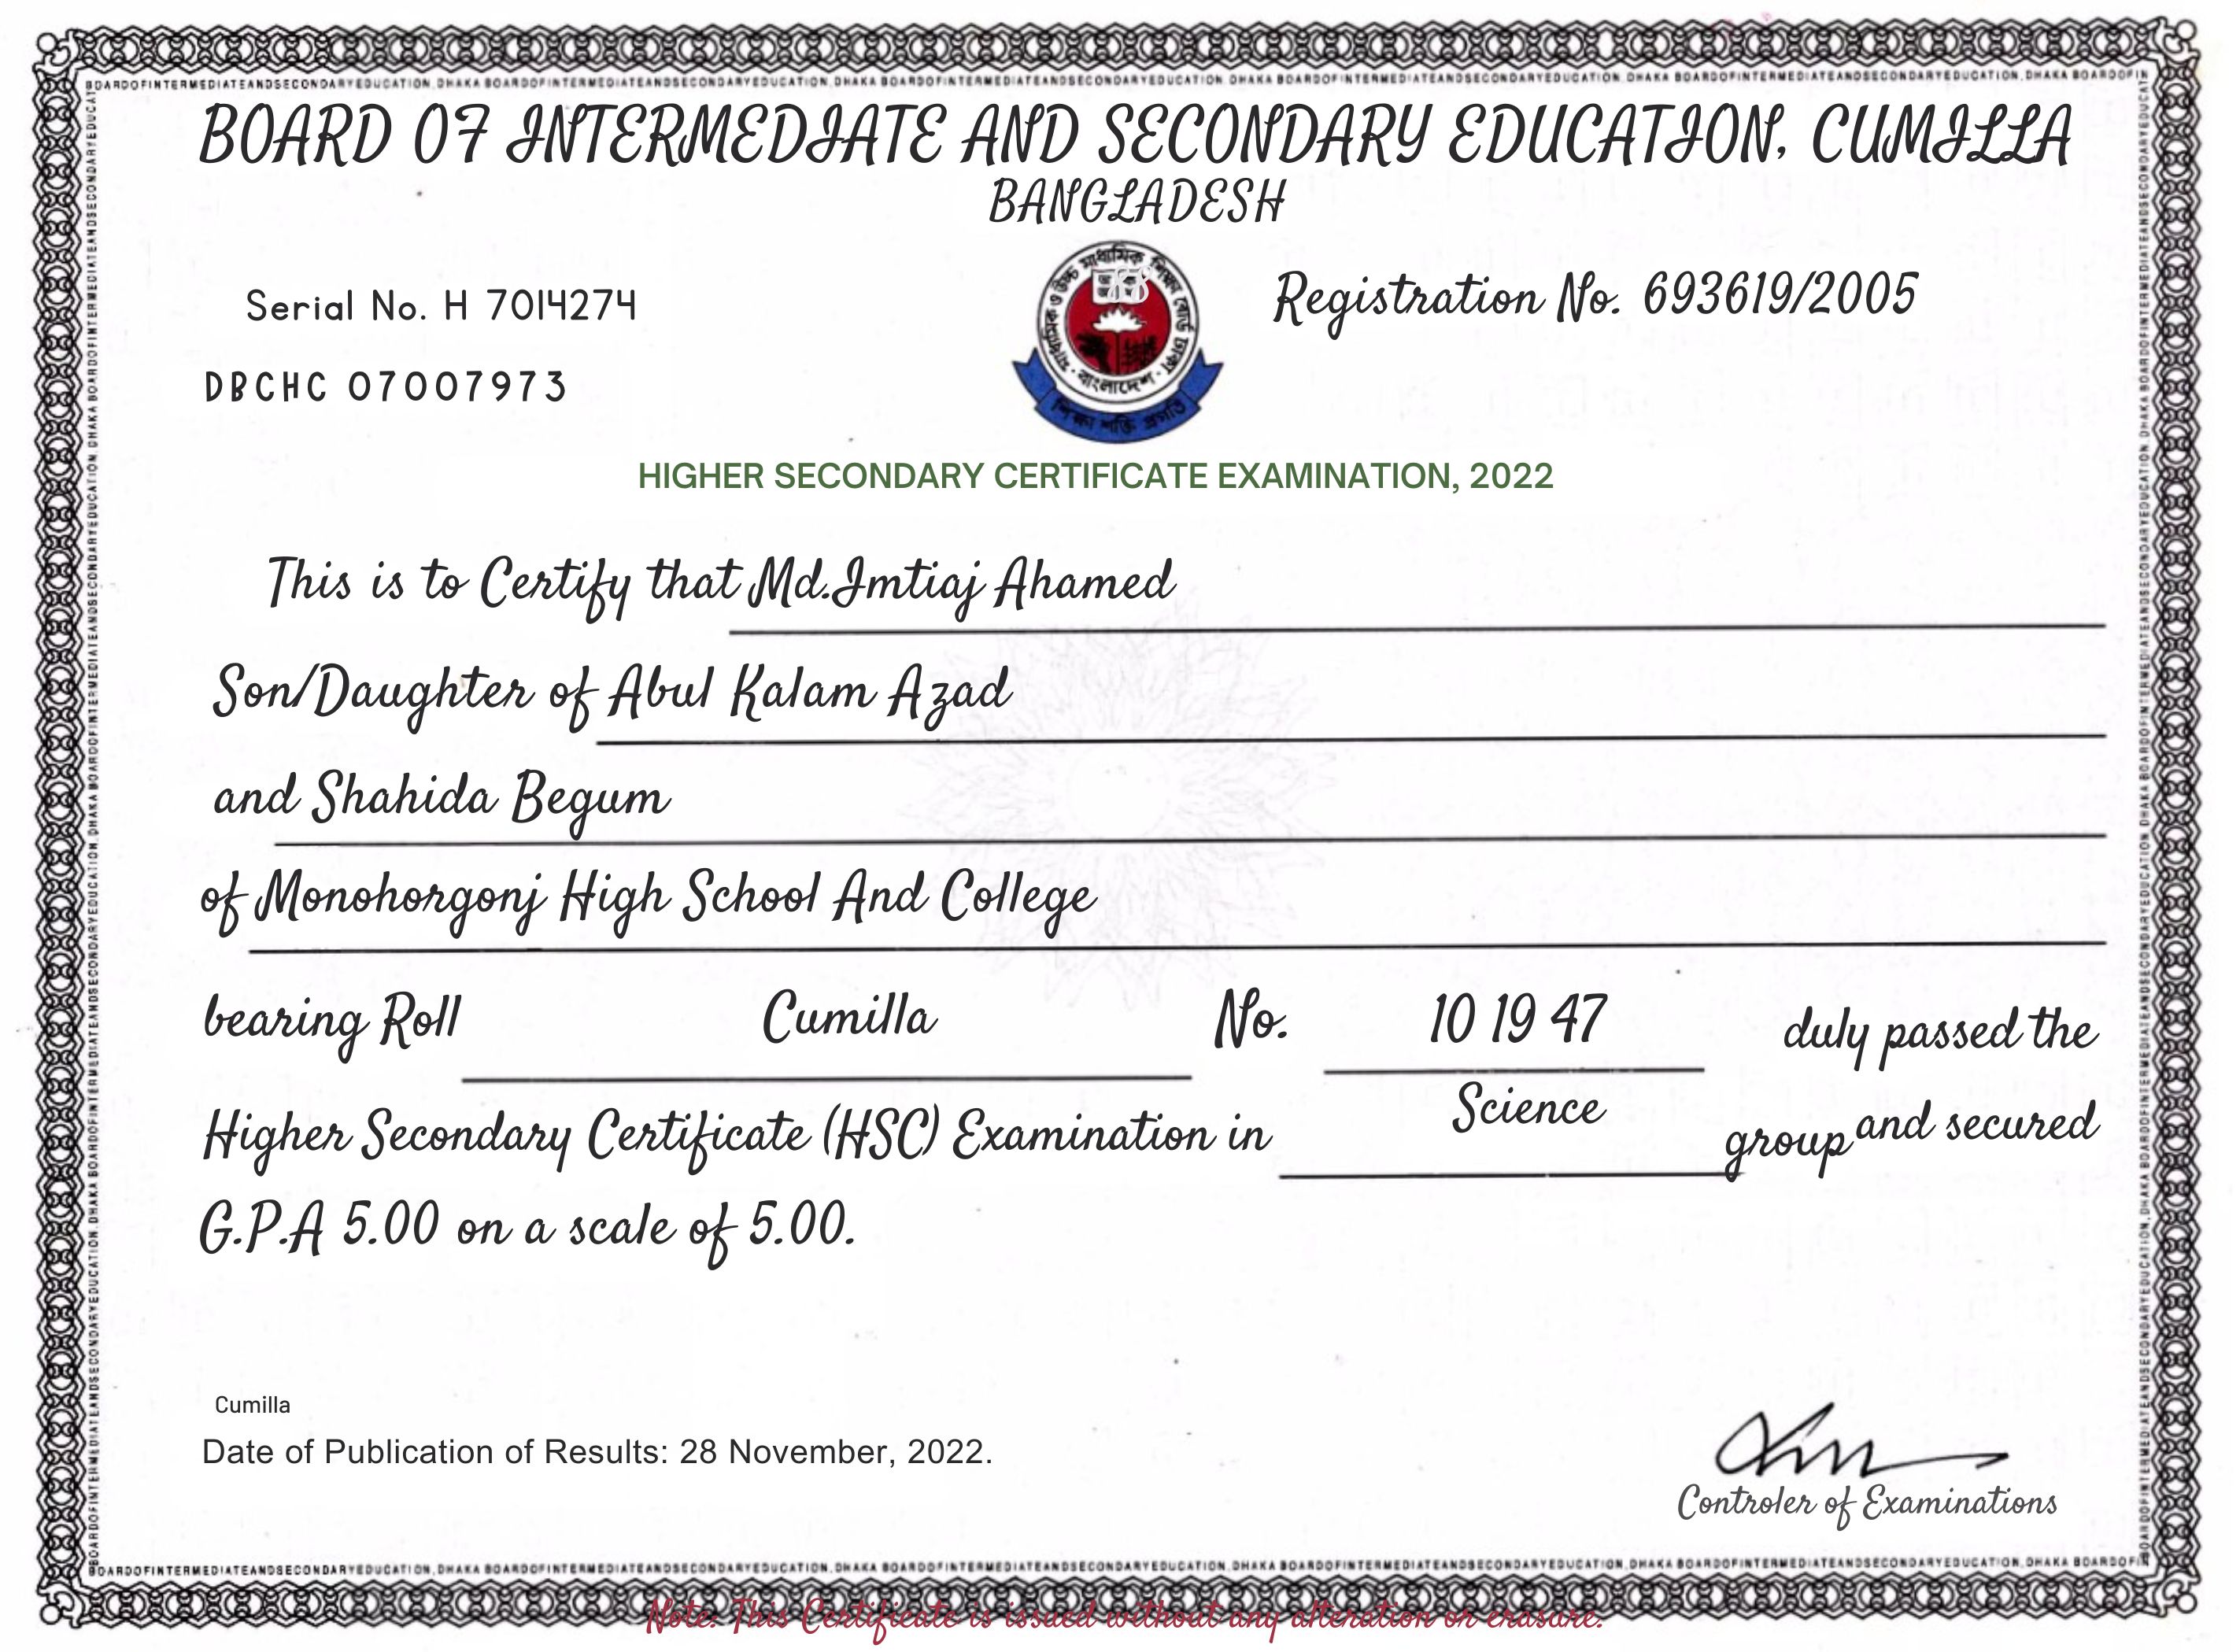 BOARDOFINTERMEDIATEANDSECONDARYEDUCATION, DHAKA BOARDOFINTERMEDIATEANDSECONDARYEDUCATION, DHAKA BOARDOFINTERMEDIATEANDSECONDARYEDUCATION, DHAKA BOARDOFINTERMEDIATEANDSECONDARYEDUCATION, DHAKA BOARDOFINTERMEDIATEANDSECONDARYEDUCATION, DHAKA BOARDOFIN
BOARD OF INTERMEDIATE AND SECONDARY EDUCATION, CUMILLA
BANGLADESH
মাধ্যমিক ও উচ্চ মাধ্যমিক শিক্ষা বোর্ড ঢাকা
বাংলাদেশ
শিক্ষা শক্তি প্রগতি
Serial No. H 7014274
Registration No. 693619/2005
DBCHC 07007973
HIGHER SECONDARY CERTIFICATE EXAMINATION, 2022
This is to Certify that Md.Imtiaj Ahamed
Son/Daughter of Abul Kalam Azad
and Shahida Begum
of Monohorgonj High School And College
bearing Roll Cumilla No. 10 19 47 duly passed the
Higher Secondary Certificate (HSC) Examination in Science group and secured
G.P.A 5.00 on a scale of 5.00.
Cumilla
Date of Publication of Results: 28 November, 2022.
Controler of Examinations
BOARDOFINTERMEDIATEANDSECONDARYEDUCATION, DHAKA BOARDOFINTERMEDIATEANDSECONDARYEDUCATION, DHAKA BOARDOFINTERMEDIATEANDSECONDARYEDUCATION, DHAKA BOARDOFINTERMEDIATEANDSECONDARYEDUCATION, DHAKA BOARDOFINTERMEDIATEANDSECONDARYEDUCATION, DHAKA BOARDOFIN
Note: This Certificate is issued without any alteration or erasure.